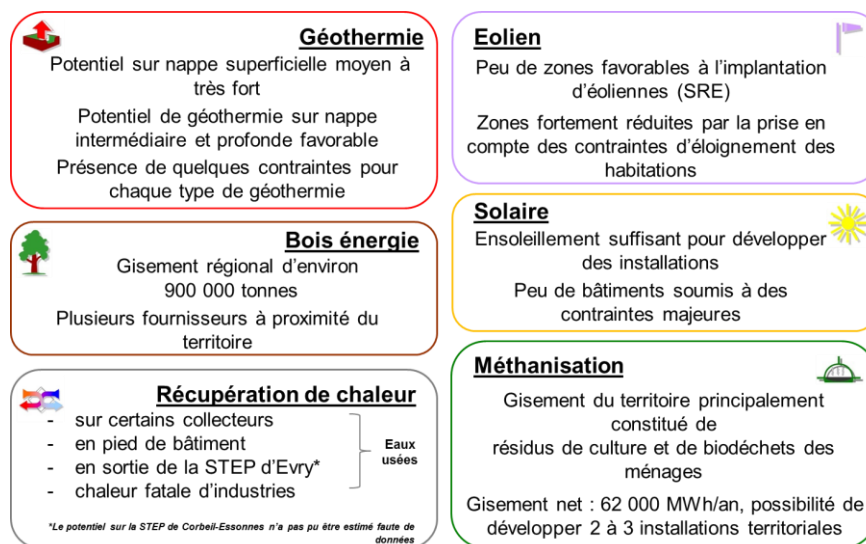 Géothermie
Potentiel sur nappe superficielle moyen à
très fort
Potentiel de géothermie sur nappe
intermédiaire et profonde favorable
Présence de quelques contraintes pour
chaque type de géothermie
Eolien
Peu de zones favorables à l'implantation
d'éoliennes (SRE)
Zones fortement réduites par la prise en
compte des contraintes d'éloignement des
habitations
Bois énergie
Gisement régional d'environ
900 000 tonnes
Plusieurs fournisseurs à proximité du
territoire
Solaire
Ensoleillement suffisant pour développer
des installations
Peu de bâtiments soumis à des
contraintes majeures
Récupération de chaleur
- sur certains collecteurs
- en pied de bâtiment
- en sortie de la STEP d'Evry*
- chaleur fatale d'industries
Eaux
usées
*Le potentiel sur la STEP de Corbeil-Essonnes n'a pas pu être estimé faute de
données
Méthanisation
Gisement du territoire principalement
constitué de
résidus de culture et de biodéchets des
ménages
Gisement net : 62 000 MWh/an, possibilité de
développer 2 à 3 installations territoriales